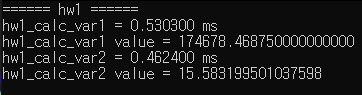 ====== hw1 ======
hw1_calc_var1 = 0.530300 ms
hw1_calc_var1 value = 174678.468750000000000
hw1_calc_var2 = 0.462400 ms
hw1_calc_var2 value = 15.583199501037598